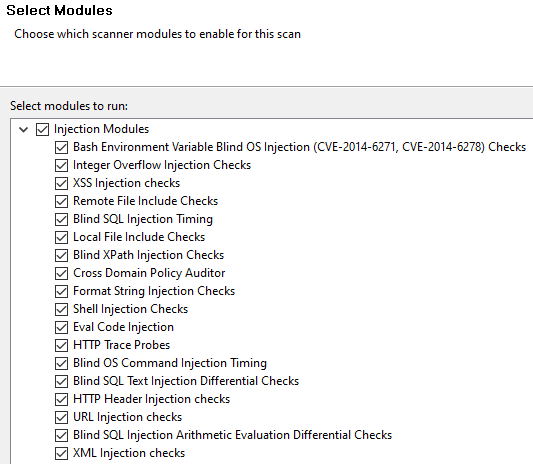 Select Modules
Choose which scanner modules to enable for this scan
Select modules to run:
Injection Modules
Bash Environment Variable Blind OS Injection (CVE-2014-6271, CVE-2014-6278) Checks
Integer Overflow Injection Checks
XSS Injection checks
Remote File Include Checks
Blind SQL Injection Timing
Local File Include Checks
Blind XPath Injection Checks
Cross Domain Policy Auditor
Format String Injection Checks
Shell Injection Checks
Eval Code Injection
HTTP Trace Probes
Blind OS Command Injection Timing
Blind SQL Text Injection Differential Checks
HTTP Header Injection checks
URL Injection checks
Blind SQL Injection Arithmetic Evaluation Differential Checks
XML Injection checks